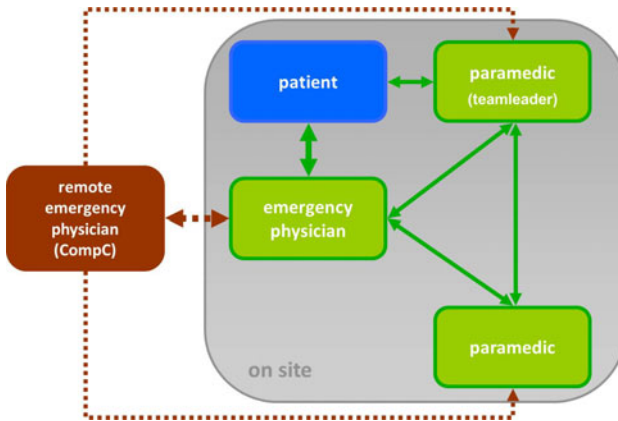 patient
paramedic
(teamleader)
remote
emergency
physician
(CompC)
emergency
physician
paramedic
on site